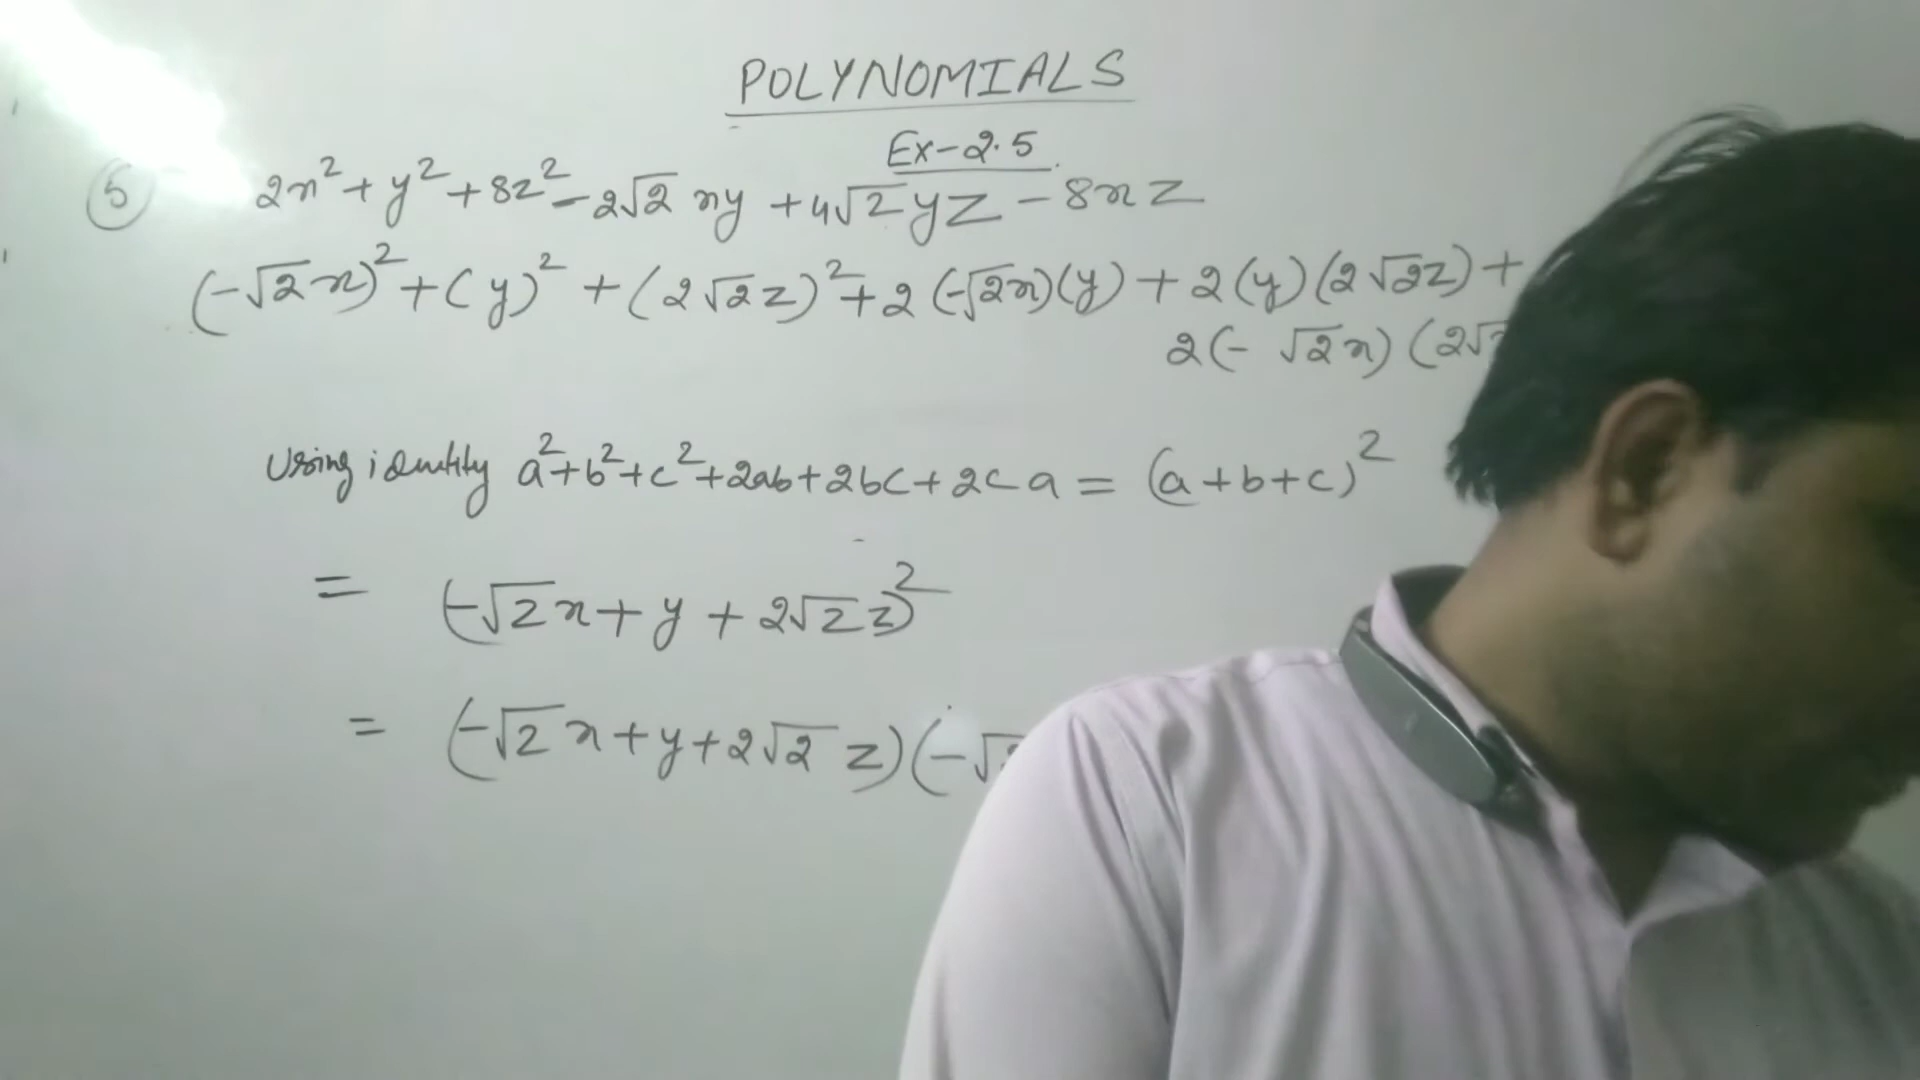 POLYNOMIALS
Ex-2.5
5 2x²+y²+8z²-2√2 xy+4√2yz-8xz
(-√2x)²+(y)²+(2√2z)²+2(-√2x)(y)+2(y)(2√2z)+
2(-√2x)(2√
Using identity a²+b²+c²+2ab+2bc+2ca=(a+b+c)²
= (-√2x+y+2√2z)²
= (-√2x+y+2√2z)(-√